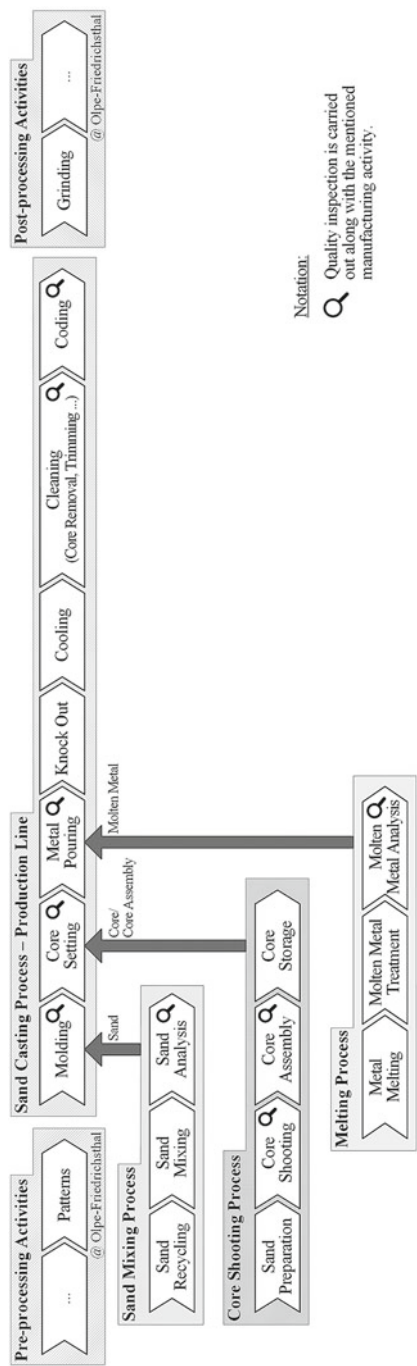 Pre-processing Activities
...
Patterns
@ Olpe-Friedrichsthal
Sand Casting Process – Production Line
Molding
Core
Setting
Metal
Pouring
Knock Out
Cooling
Cleaning
(Core Removal, Trimming ...)
Coding
Post-processing Activities
Grinding
...
@ Olpe-Friedrichsthal
Sand
Core/
Core Assembly
Molten Metal
Sand Mixing Process
Sand
Recycling
Sand
Mixing
Sand
Analysis
Core Shooting Process
Sand
Preparation
Core
Shooting
Core
Assembly
Core
Storage
Melting Process
Metal
Melting
Molten Metal
Treatment
Molten
Metal Analysis
Notation:
Quality inspection is carried
out along with the mentioned
manufacturing activity.